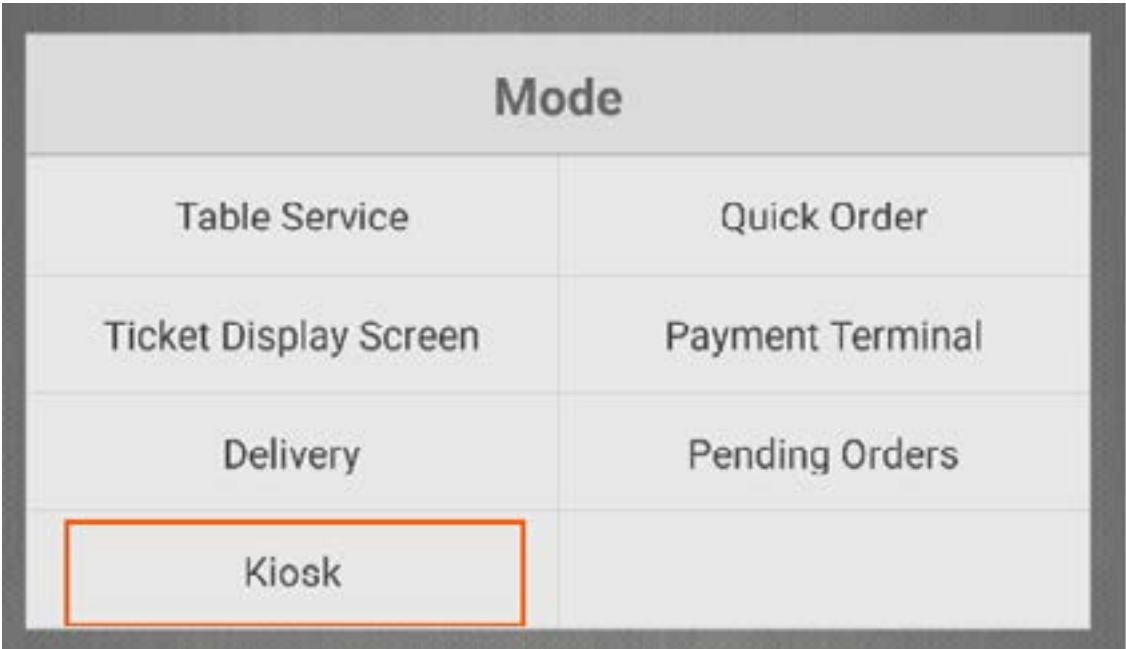 Mode
Table Service
Quick Order
Ticket Display Screen
Payment Terminal
Delivery
Pending Orders
Kiosk